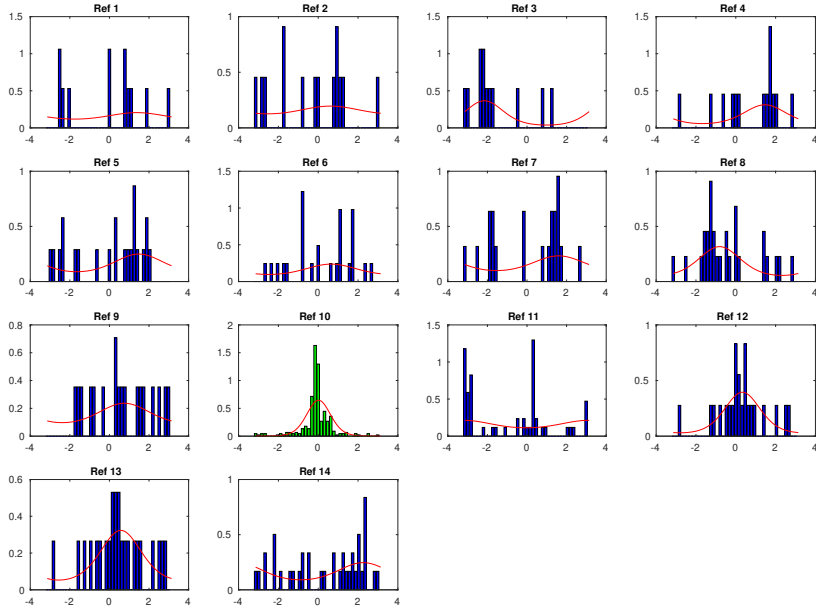 Ref 1 Ref 2 Ref 3 Ref 4
1.5 1 1.5 1.5
1 1 1
0.5 0.5 0.5 0.5
0 0 0 0
-4 -2 0 2 4 -4 -2 0 2 4 -4 -2 0 2 4 -4 -2 0 2 4
Ref 5 Ref 6 Ref 7 Ref 8
1 1.5 1.5 1
1 1
0.5 0.5 0.5 0.5
0 0 0 0
-4 -2 0 2 4 -4 -2 0 2 4 -4 -2 0 2 4 -4 -2 0 2 4
Ref 9 Ref 10 Ref 11 Ref 12
0.8 2 1.5 1
0.6 1.5
1
0.4 1 0.5
0.2 0.5 0.5
0 0 0 0
-4 -2 0 2 4 -4 -2 0 2 4 -4 -2 0 2 4 -4 -2 0 2 4
Ref 13 Ref 14
0.6 1
0.4
0.5
0.2
0 0
-4 -2 0 2 4 -4 -2 0 2 4